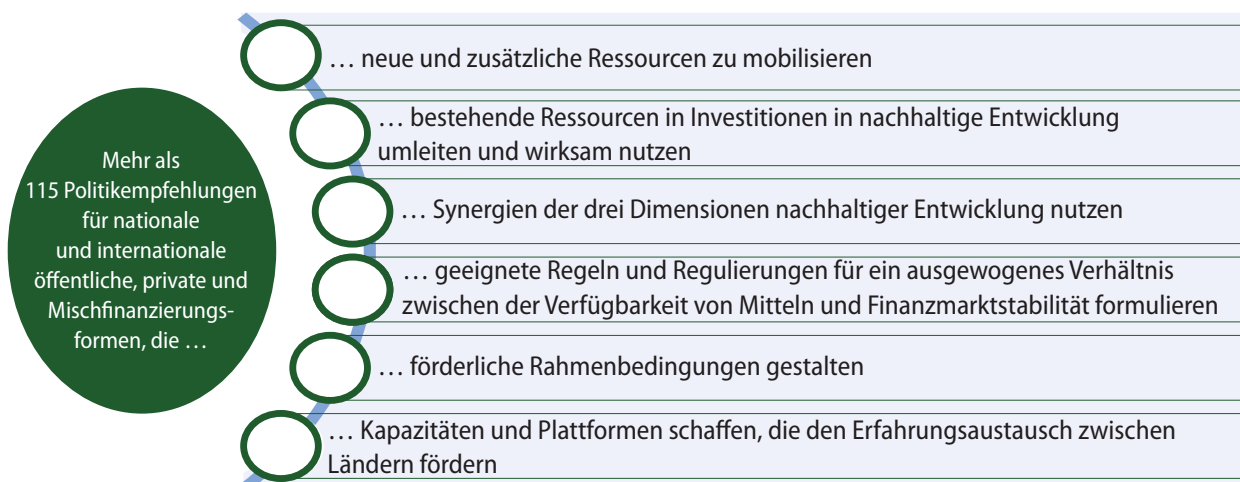 Mehr als
115 Politikempfehlungen
für nationale
und internationale
öffentliche, private und
Mischfinanzierungs-
formen, die …
… neue und zusätzliche Ressourcen zu mobilisieren
… bestehende Ressourcen in Investitionen in nachhaltige Entwicklung
umleiten und wirksam nutzen
… Synergien der drei Dimensionen nachhaltiger Entwicklung nutzen
… geeignete Regeln und Regulierungen für ein ausgewogenes Verhältnis
zwischen der Verfügbarkeit von Mitteln und Finanzmarktstabilität formulieren
… förderliche Rahmenbedingungen gestalten
… Kapazitäten und Plattformen schaffen, die den Erfahrungsaustausch zwischen
Ländern fördern